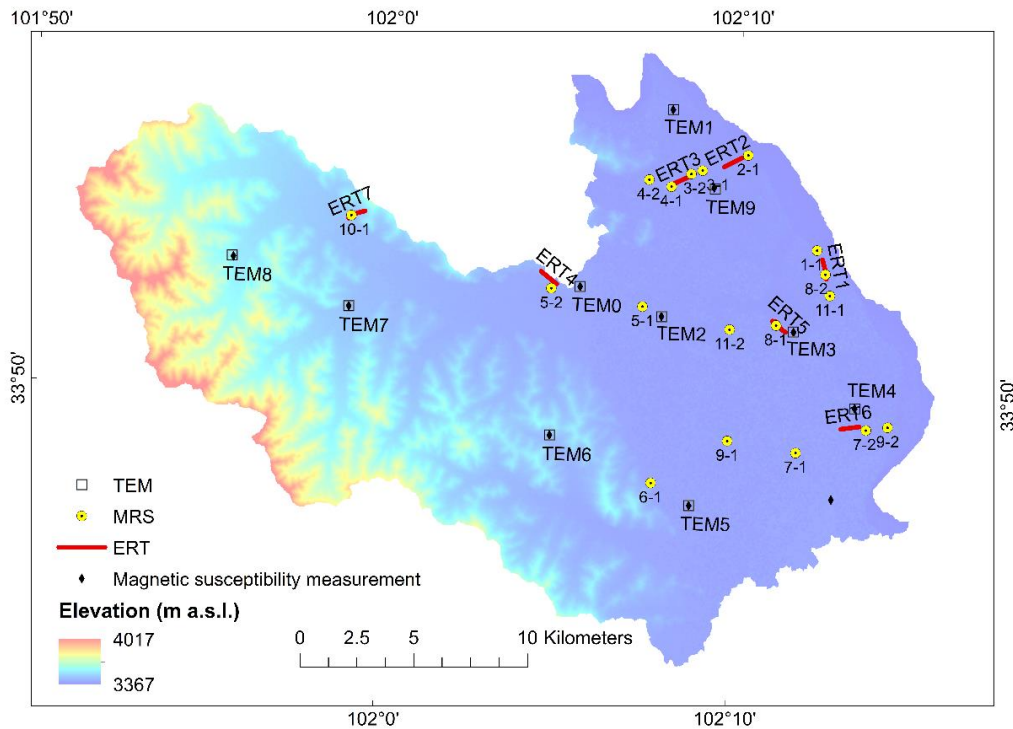 101°50'
102°0'
102°10'
TEM1
ERT2
2-1
ERT3
3-2
3-1
4-2
4-1
TEM9
ERT7
10-1
TEM8
ERT4
5-2
TEM0
1-1
ERT1
8-2
11-1
TEM7
5-1
TEM2
11-2
ERT5
8-1
TEM3
33°50'
33°50'
TEM4
ERT6
7-2
9-2
TEM6
9-1
7-1
6-1
TEM5
TEM
MRS
ERT
Magnetic susceptibility measurement
Elevation (m a.s.l.)
4017
3367
0 2.5 5 10 Kilometers
102°0'
102°10'